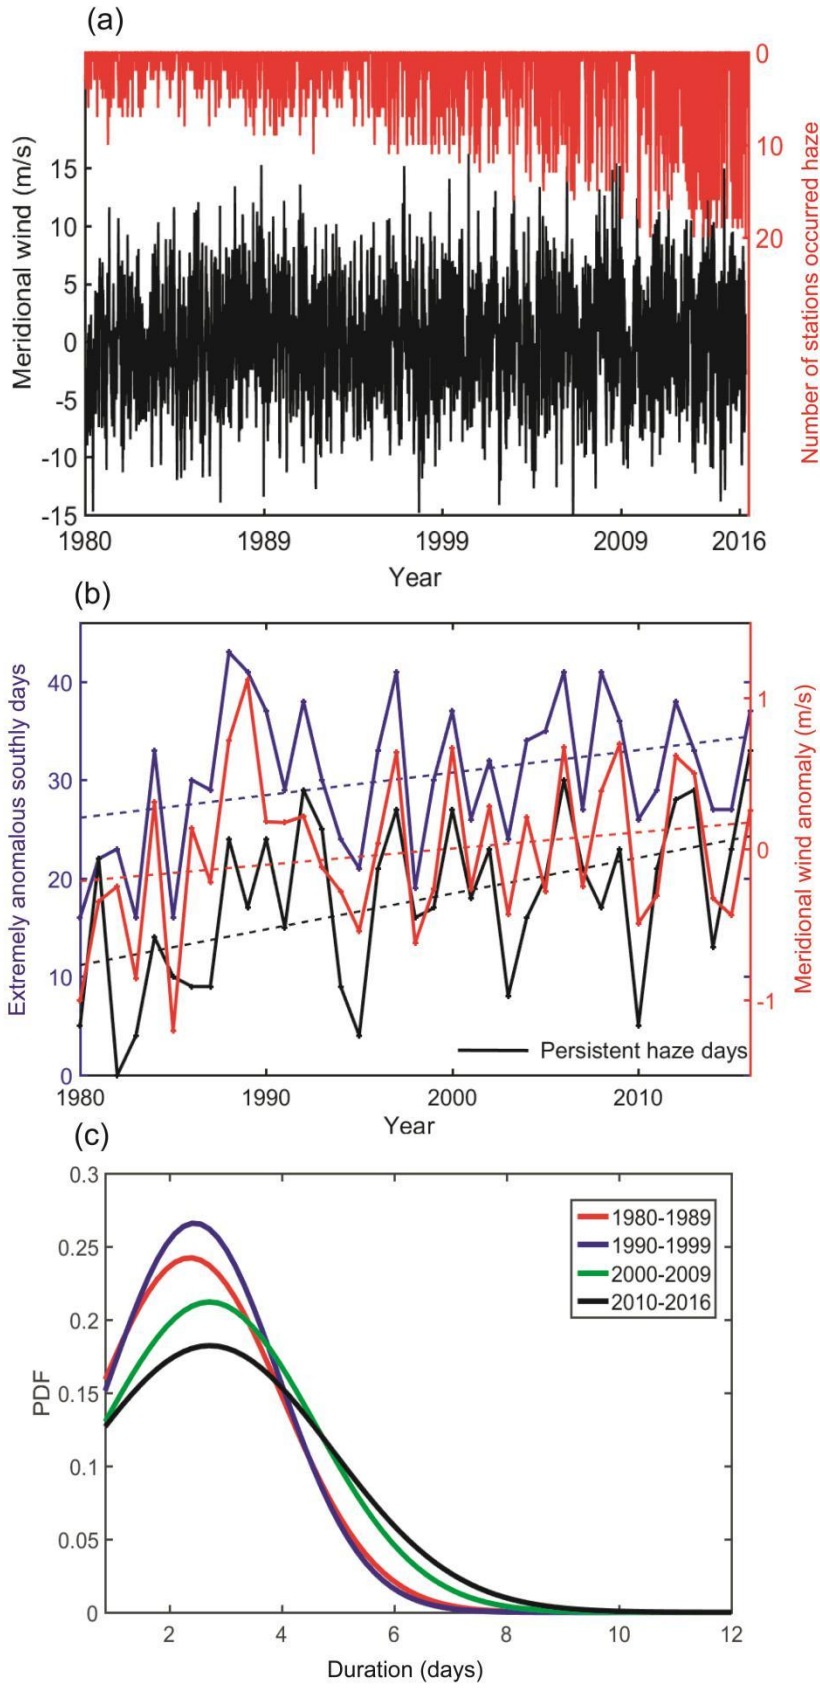 (a)
0
10
20
Number of stations occurred haze
Meridional wind (m/s)
15
10
5
0
-5
-10
-15
1980 1989 1999 2009 2016
Year
(b)
Extremely anomalous southly days
40
30
20
10
0
1
0
-1
Meridional wind anomaly (m/s)
Persistent haze days
1980 1990 2000 2010
Year
(c)
PDF
0.3
0.25
0.2
0.15
0.1
0.05
0
1980-1989
1990-1999
2000-2009
2010-2016
2 4 6 8 10 12
Duration (days)